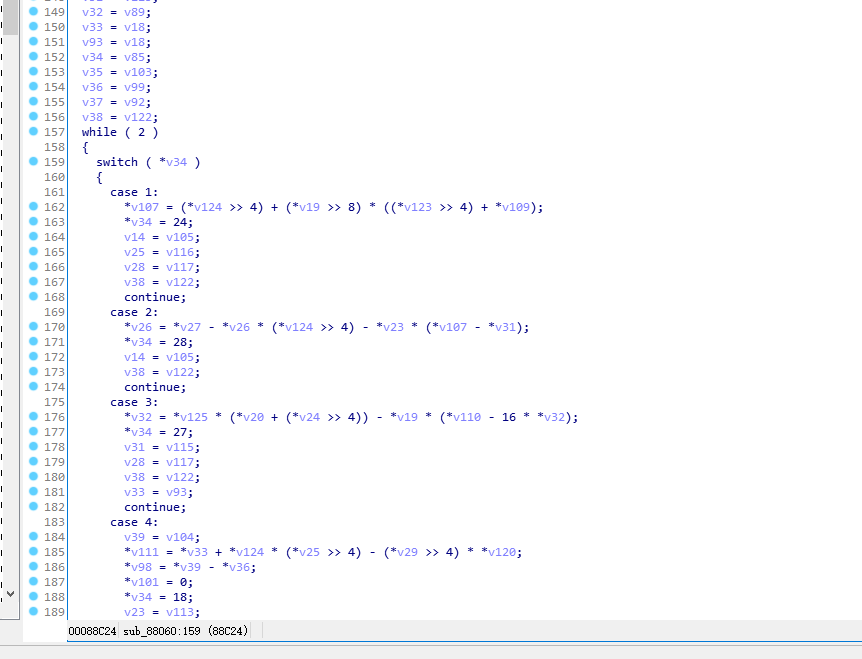 149 v32 = v89;
150 v33 = v18;
151 v93 = v18;
152 v34 = v85;
153 v35 = v103;
154 v36 = v99;
155 v37 = v92;
156 v38 = v122;
157 while ( 2 )
158 {
159 switch ( *v34 )
160 {
161 case 1:
162 *v107 = (*v124 >> 4) + (*v19 >> 8) * ((*v123 >> 4) + *v109);
163 *v34 = 24;
164 v14 = v105;
165 v25 = v116;
166 v28 = v117;
167 v38 = v122;
168 continue;
169 case 2:
170 *v26 = *v27 - *v26 * (*v124 >> 4) - *v23 * (*v107 - *v31);
171 *v34 = 28;
172 v14 = v105;
173 v38 = v122;
174 continue;
175 case 3:
176 *v32 = *v125 * (*v20 + (*v24 >> 4)) - *v19 * (*v110 - 16 * *v32);
177 *v34 = 27;
178 v31 = v115;
179 v28 = v117;
180 v38 = v122;
181 v33 = v93;
182 continue;
183 case 4:
184 v39 = v104;
185 *v111 = *v33 + *v124 * (*v25 >> 4) - (*v29 >> 4) * *v120;
186 *v98 = *v39 - *v36;
187 *v101 = 0;
188 *v34 = 18;
189 v23 = v113;
00088C24 sub_88060:159 (88C24)